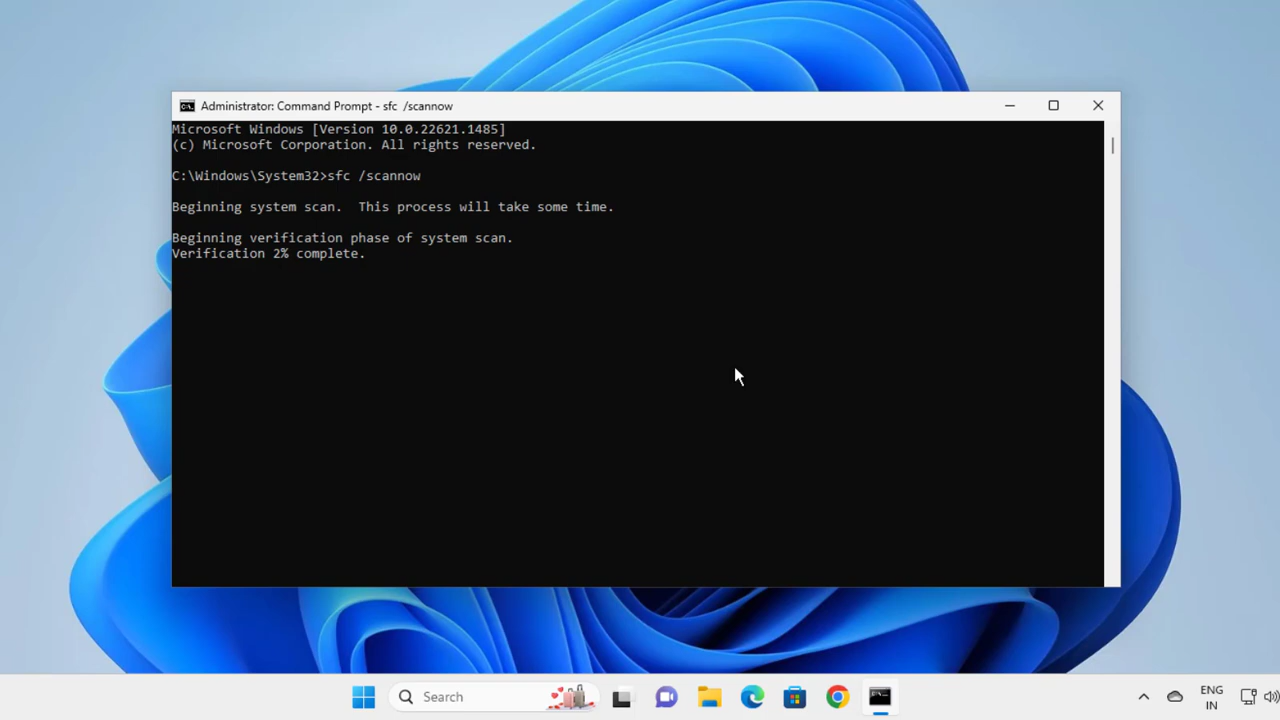 Administrator: Command Prompt - sfc  /scannow
Microsoft Windows [Version 10.0.22621.1485]
(c) Microsoft Corporation. All rights reserved.
C:\Windows\System32>sfc /scannow
Beginning system scan.  This process will take some time.
Beginning verification phase of system scan.
Verification 2% complete.
Search
ENG
IN